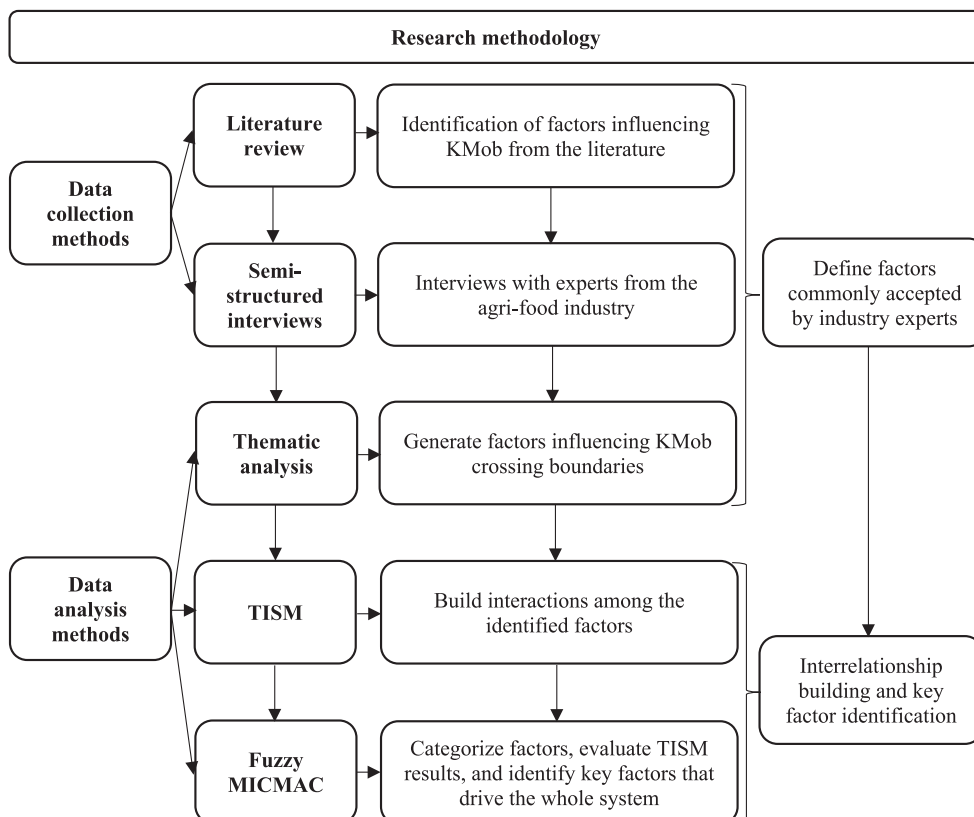 Research methodology
Literature
review
Identification of factors influencing
KMob from the literature
Data
collection
methods
Semi-
structured
interviews
Interviews with experts from the
agri-food industry
Define factors
commonly accepted
by industry experts
Thematic
analysis
Generate factors influencing KMob
crossing boundaries
Data
analysis
methods
TISM
Build interactions among the
identified factors
Interrelationship
building and key
factor identification
Fuzzy
MICMAC
Categorize factors, evaluate TISM
results, and identify key factors that
drive the whole system